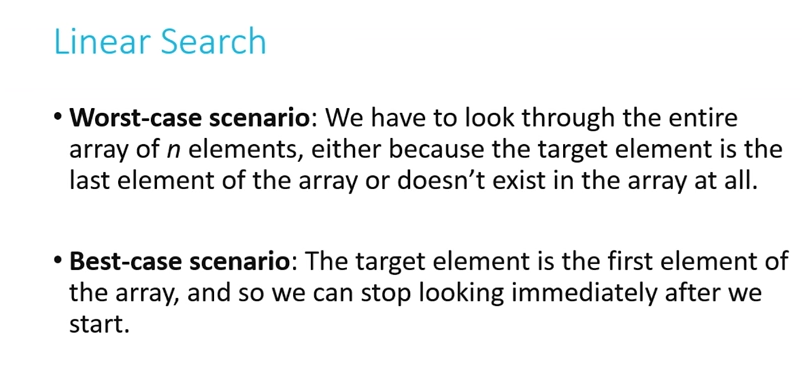 Linear Search
• Worst-case scenario: We have to look through the entire
array of n elements, either because the target element is the
last element of the array or doesn’t exist in the array at all.
• Best-case scenario: The target element is the first element of
the array, and so we can stop looking immediately after we
start.